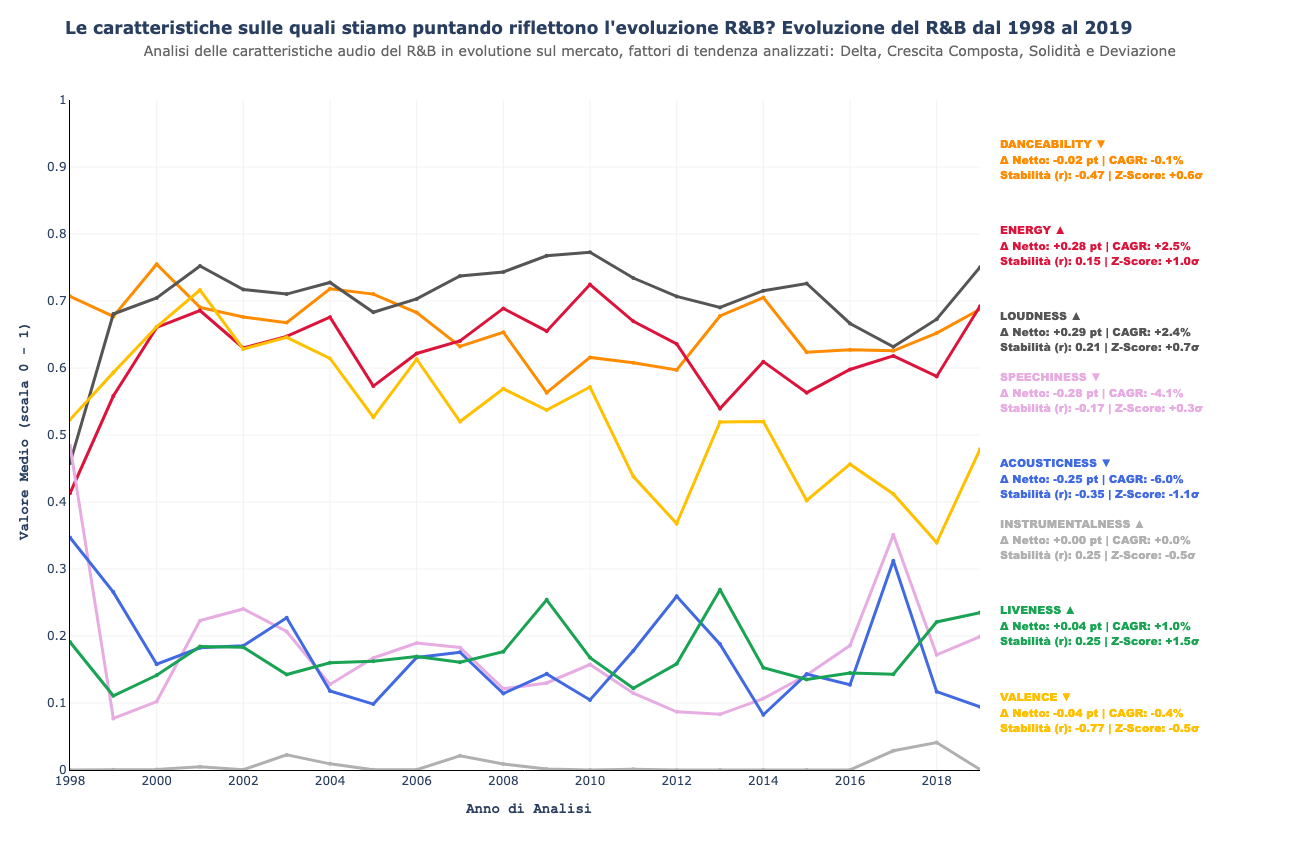 Le caratteristiche sulle quali stiamo puntando riflettono l'evoluzione R&B? Evoluzione del R&B dal 1998 al 2019
Analisi delle caratteristiche audio del R&B in evolutione sul mercato, fattori di tendenza analizzati: Delta, Crescita Composta, Solidità e Deviazione
Valore Medio (scala 0 - 1)
1
0.9
0.8
0.7
0.6
0.5
0.4
0.3
0.2
0.1
0
1998 2000 2002 2004 2006 2008 2010 2012 2014 2016 2018
Anno di Analisi
DANCEABILITY ▼
Δ Netto: -0.02 pt | CAGR: -0.1%
Stabilità (r): -0.47 | Z-Score: +0.6σ
ENERGY ▲
Δ Netto: +0.28 pt | CAGR: +2.5%
Stabilità (r): 0.15 | Z-Score: +1.0σ
LOUDNESS ▲
Δ Netto: +0.29 pt | CAGR: +2.4%
Stabilità (r): 0.21 | Z-Score: +0.7σ
SPEECHINESS ▼
Δ Netto: -0.28 pt | CAGR: -4.1%
Stabilità (r): -0.17 | Z-Score: +0.3σ
ACOUSTICNESS ▼
Δ Netto: -0.25 pt | CAGR: -6.0%
Stabilità (r): -0.35 | Z-Score: -1.1σ
INSTRUMENTALNESS ▲
Δ Netto: +0.00 pt | CAGR: +0.0%
Stabilità (r): 0.25 | Z-Score: -0.5σ
LIVENESS ▲
Δ Netto: +0.04 pt | CAGR: +1.0%
Stabilità (r): 0.25 | Z-Score: +1.5σ
VALENCE ▼
Δ Netto: -0.04 pt | CAGR: -0.4%
Stabilità (r): -0.77 | Z-Score: -0.5σ